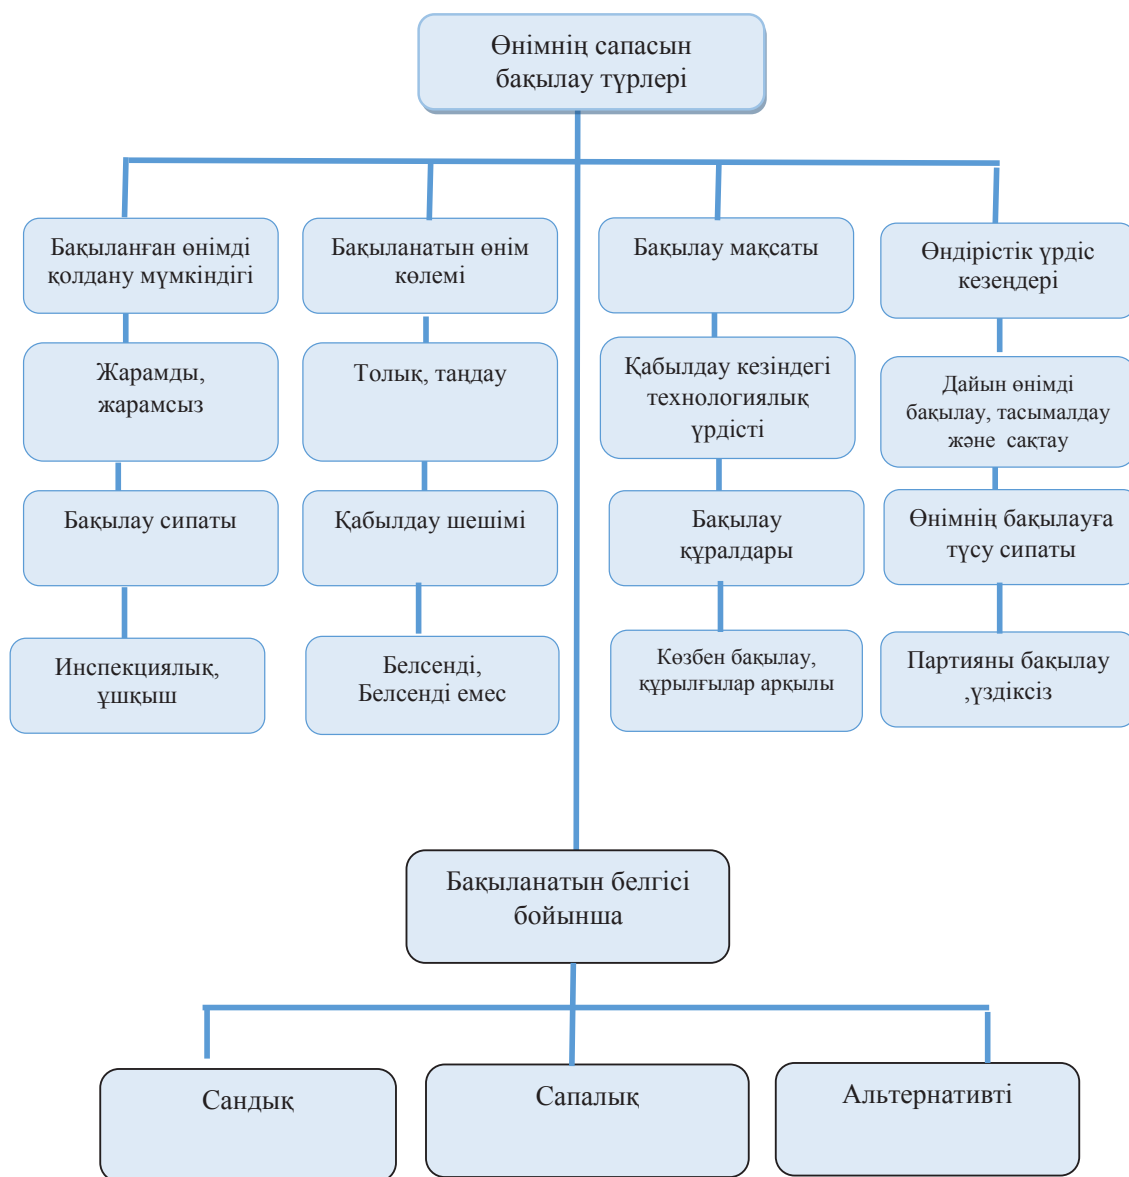 Өнімнің сапасын
бақылау түрлері
Бақыланған өнімді
қолдану мүмкіндігі
Бақыланатын өнім
көлемі
Бақылау мақсаты
Өндірістік үрдіс
кезеңдері
Жарамды,
жарамсыз
Толық, таңдау
Қабылдау кезіндегі
технологиялық
үрдісті
Дайын өнімді
бақылау, тасымалдау
және сақтау
Бақылау сипаты
Қабылдау шешімі
Бақылау
құралдары
Өнімнің бақылауға
түсу сипаты
Инспекциялық,
ұшқыш
Белсенді,
Белсенді емес
Көзбен бақылау,
құрылғылар арқылы
Партияны бақылау
,үздіксіз
Бақыланатын белгісі
бойынша
Сандық
Сапалық
Альтернативті